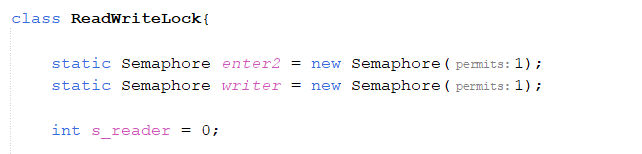 class ReadWriteLock{
static Semaphore enter2 = new Semaphore( permits: 1);
static Semaphore writer = new Semaphore( permits: 1);
int s_reader = 0;